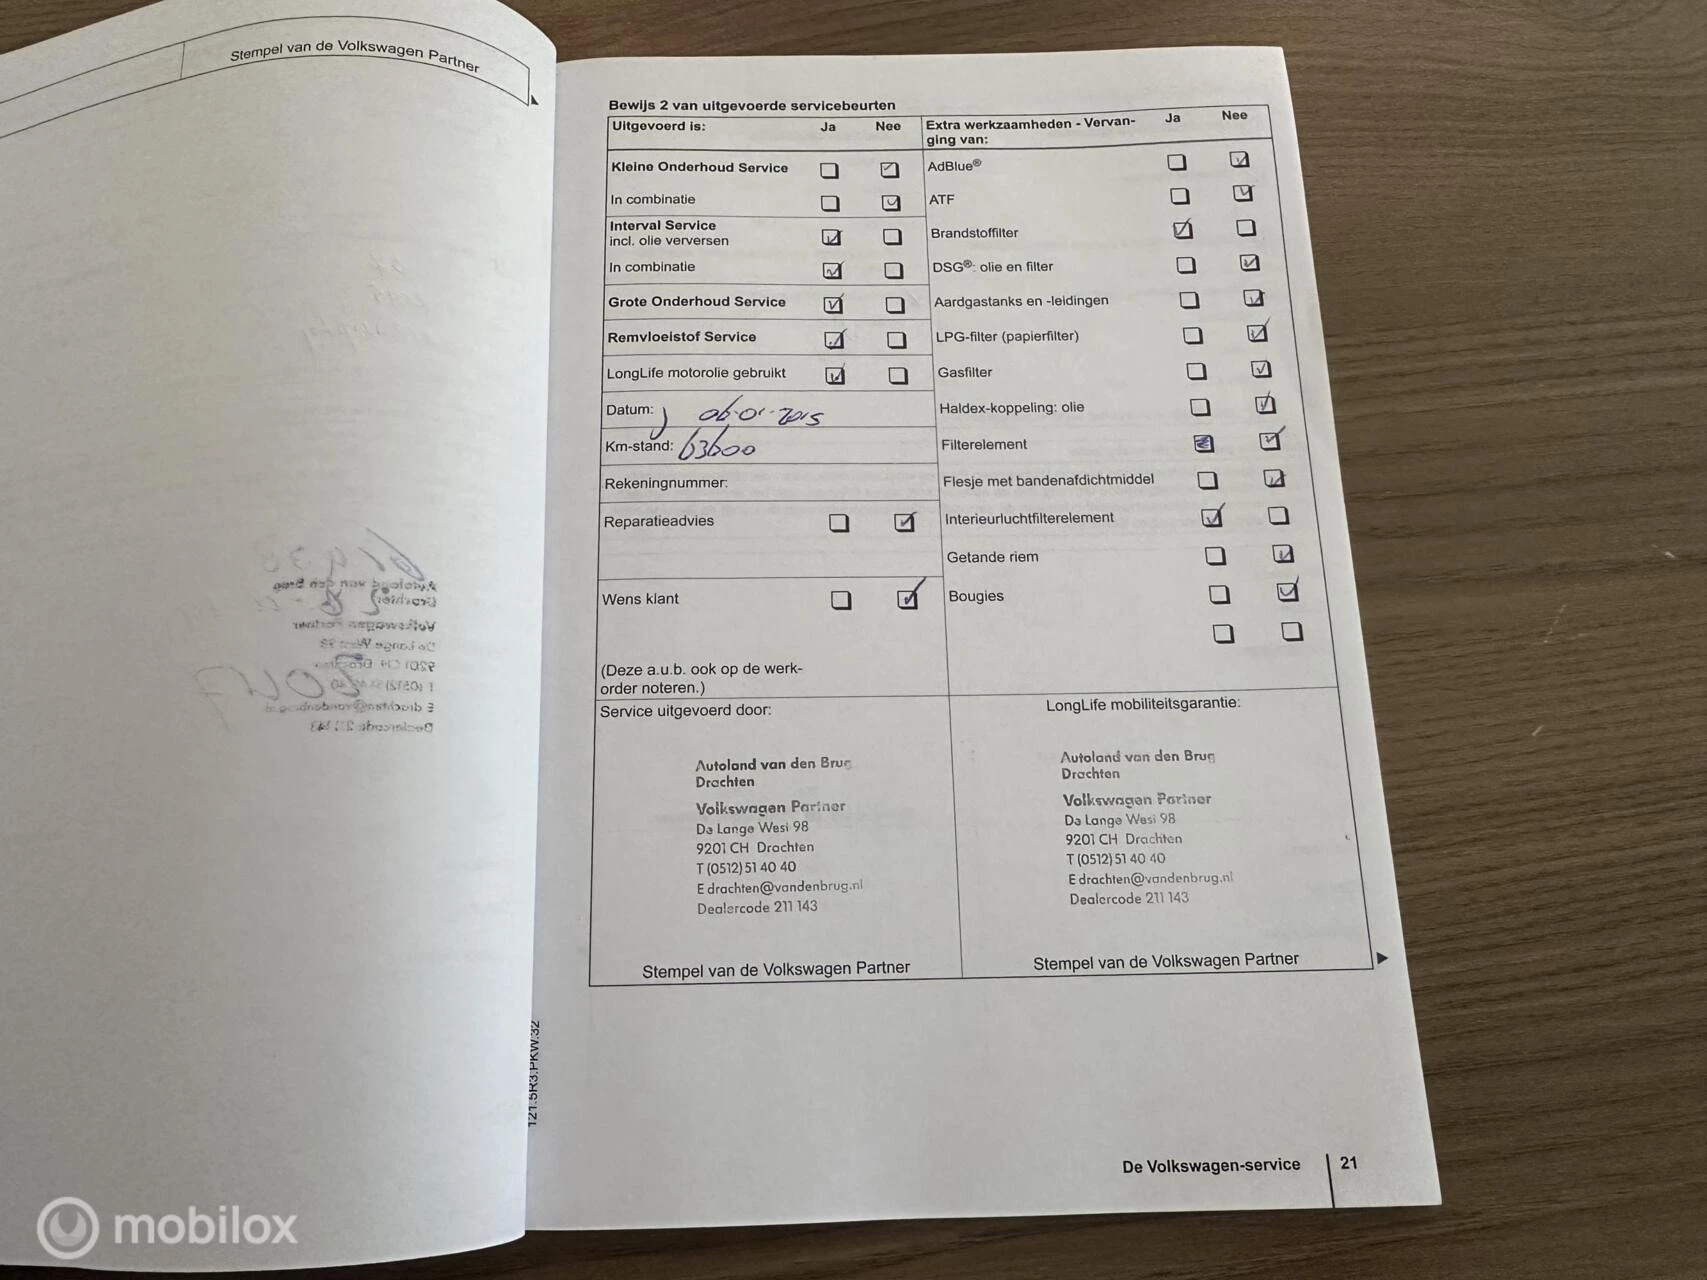 Stempel van de Volkswagen Partner
Bewijs 2 van uitgevoerde servicebeurten
Uitgevoerd is: Ja Nee
Kleine Onderhoud Service
In combinatie
Interval Service
incl. olie verversen
In combinatie
Grote Onderhoud Service
Remvloeistof Service
LongLife motorolie gebruikt
Datum: 06-01-2015
Km-stand: 63600
Rekeningnummer:
Reparatieadvies
Wens klant
(Deze a.u.b. ook op de werk-
order noteren.)
Extra werkzaamheden - Vervan-
ging van: Ja Nee
AdBlue®
ATF
Brandstoffilter
DSG®: olie en filter
Aardgastanks en -leidingen
LPG-filter (papierfilter)
Gasfilter
Haldex-koppeling: olie
Filterelement
Flesje met bandenafdichtmiddel
Interieurluchtfilterelement
Getande riem
Bougies
Service uitgevoerd door:
Autoland van den Brug
Drachten
Volkswagen Partner
De Lange West 98
9201 CH Drachten
T (0512) 51 40 40
E drachten@vandenbrug.nl
Dealercode 211 143
Stempel van de Volkswagen Partner
LongLife mobiliteitsgarantie:
Autoland van den Brug
Drachten
Volkswagen Partner
De Lange West 98
9201 CH Drachten
T (0512) 51 40 40
E drachten@vandenbrug.nl
Dealercode 211 143
Stempel van de Volkswagen Partner
121.5R3.PKW.32
De Volkswagen-service 21
mobilox